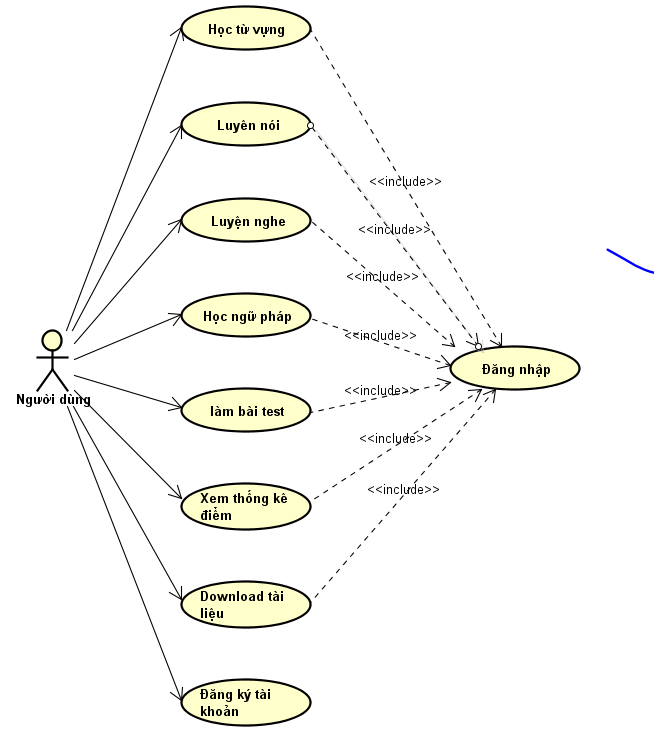 Học từ vựng
Luyên nói
<<include>>
<<include>>
Luyện nghe
<<include>>
Học ngữ pháp
<<include>>
Đăng nhập
Người dùng
làm bài test
<<include>>
<<include>>
Xem thống kê
điểm
<<include>>
Download tài
liệu
Đăng ký tài
khoản